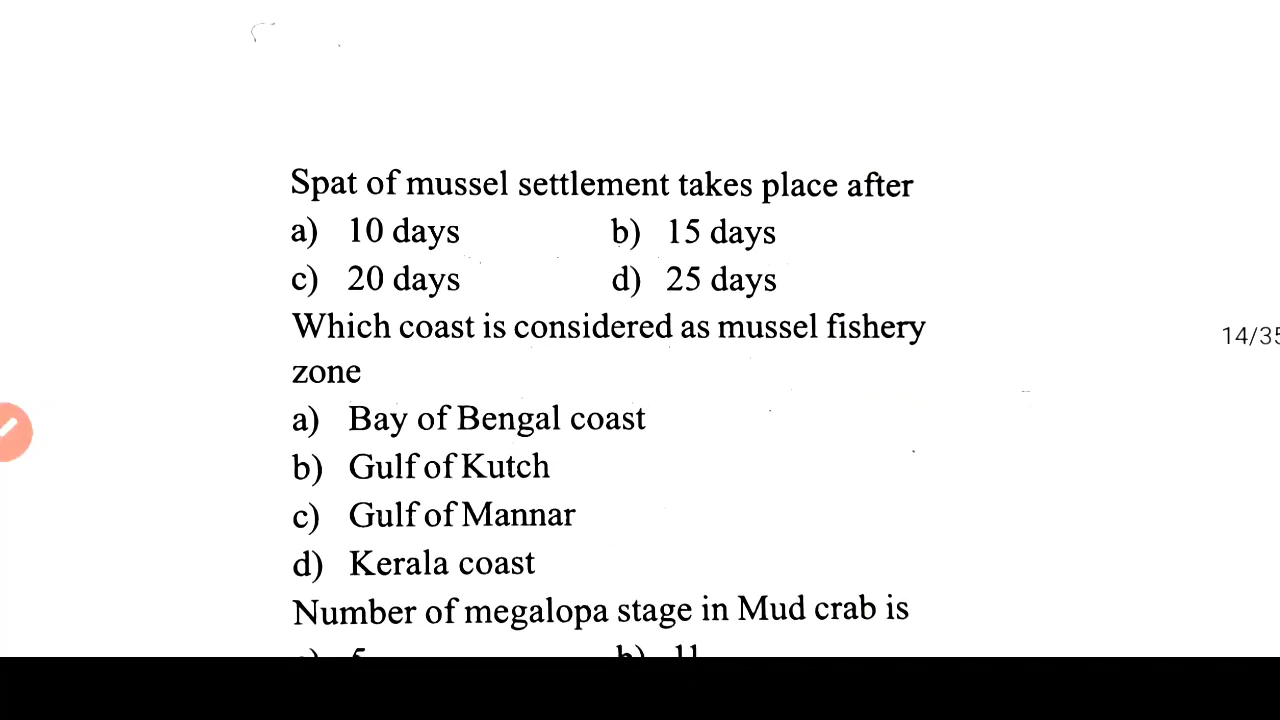 Spat of mussel settlement takes place after
a) 10 days b) 15 days
c) 20 days d) 25 days
Which coast is considered as mussel fishery
zone
a) Bay of Bengal coast
b) Gulf of Kutch
c) Gulf of Mannar
d) Kerala coast
Number of megalopa stage in Mud crab is
14/35